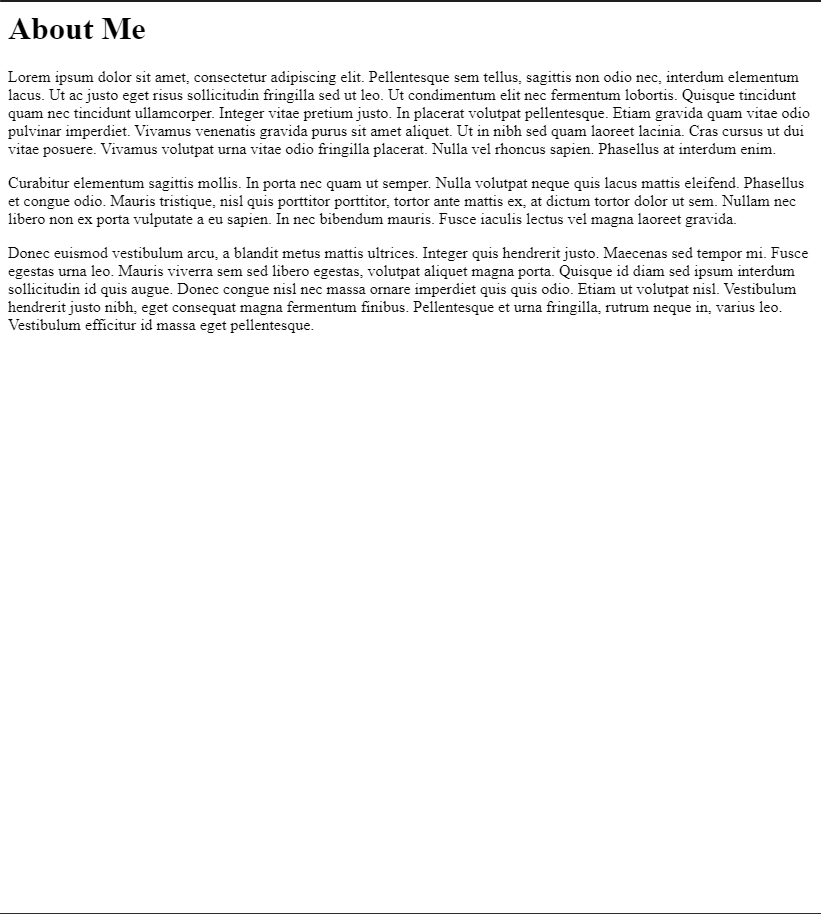 About Me
Lorem ipsum dolor sit amet, consectetur adipiscing elit. Pellentesque sem tellus, sagittis non odio nec, interdum elementum
lacus. Ut ac justo eget risus sollicitudin fringilla sed ut leo. Ut condimentum elit nec fermentum lobortis. Quisque tincidunt
quam nec tincidunt ullamcorper. Integer vitae pretium justo. In placerat volutpat pellentesque. Etiam gravida quam vitae odio
pulvinar imperdiet. Vivamus venenatis gravida purus sit amet aliquet. Ut in nibh sed quam laoreet lacinia. Cras cursus ut dui
vitae posuere. Vivamus volutpat urna vitae odio fringilla placerat. Nulla vel rhoncus sapien. Phasellus at interdum enim.
Curabitur elementum sagittis mollis. In porta nec quam ut semper. Nulla volutpat neque quis lacus mattis eleifend. Phasellus
et congue odio. Mauris tristique, nisl quis porttitor porttitor, tortor ante mattis ex, at dictum tortor dolor ut sem. Nullam nec
libero non ex porta vulputate a eu sapien. In nec bibendum mauris. Fusce iaculis lectus vel magna laoreet gravida.
Donec euismod vestibulum arcu, a blandit metus mattis ultrices. Integer quis hendrerit justo. Maecenas sed tempor mi. Fusce
egestas urna leo. Mauris viverra sem sed libero egestas, volutpat aliquet magna porta. Quisque id diam sed ipsum interdum
sollicitudin id quis augue. Donec congue nisl nec massa ornare imperdiet quis quis odio. Etiam ut volutpat nisl. Vestibulum
hendrerit justo nibh, eget consequat magna fermentum finibus. Pellentesque et urna fringilla, rutrum neque in, varius leo.
Vestibulum efficitur id massa eget pellentesque.